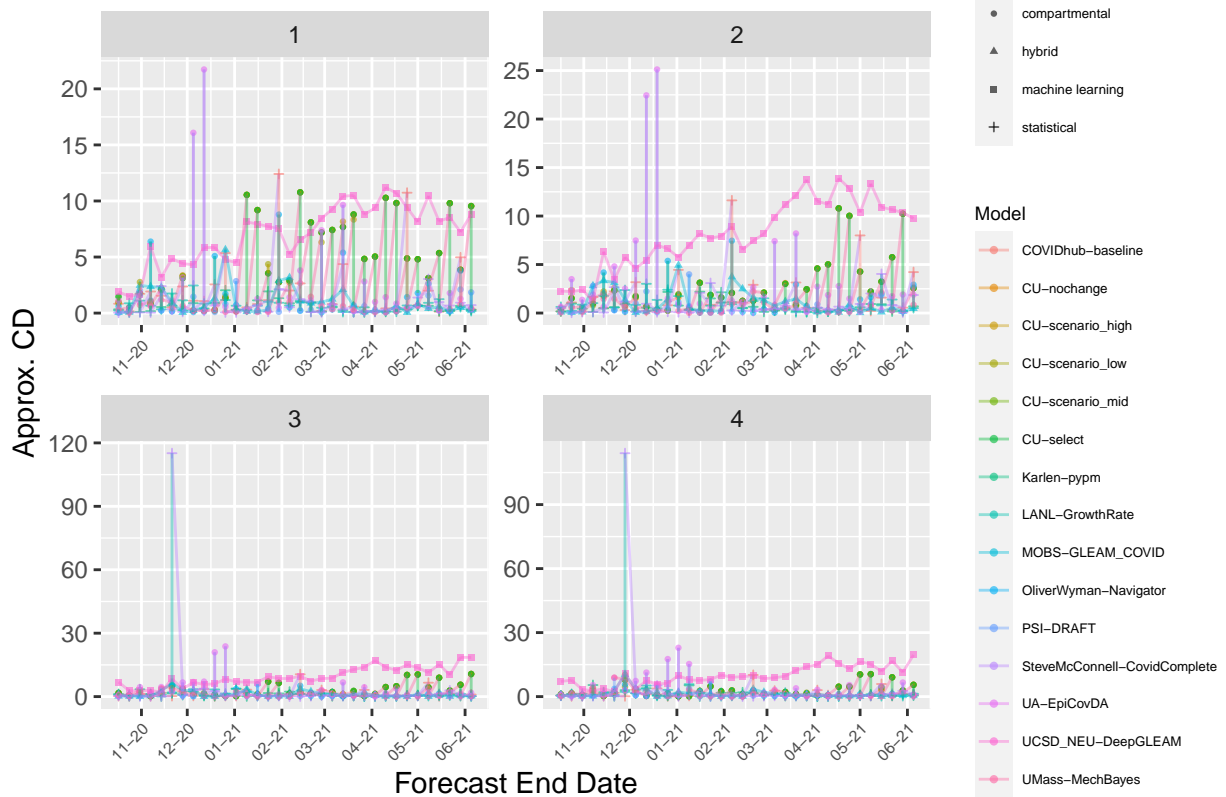 1
2
20
15
10
5
0
25
20
15
10
5
0
11-20
12-20
01-21
02-21
03-21
04-21
05-21
06-21
11-20
12-20
01-21
02-21
03-21
04-21
05-21
06-21
Approx. CD
3
4
120
90
60
30
0
90
60
30
0
11-20
12-20
01-21
02-21
03-21
04-21
05-21
06-21
11-20
12-20
01-21
02-21
03-21
04-21
05-21
06-21
Forecast End Date
compartmental
hybrid
machine learning
statistical
Model
COVIDhub-baseline
CU-nochange
CU-scenario_high
CU-scenario_low
CU-scenario_mid
CU-select
Karlen-pypm
LANL-GrowthRate
MOBS-GLEAM_COVID
OliverWyman-Navigator
PSI-DRAFT
SteveMcConnell-CovidComplete
UA-EpiCovDA
UCSD_NEU-DeepGLEAM
UMass-MechBayes